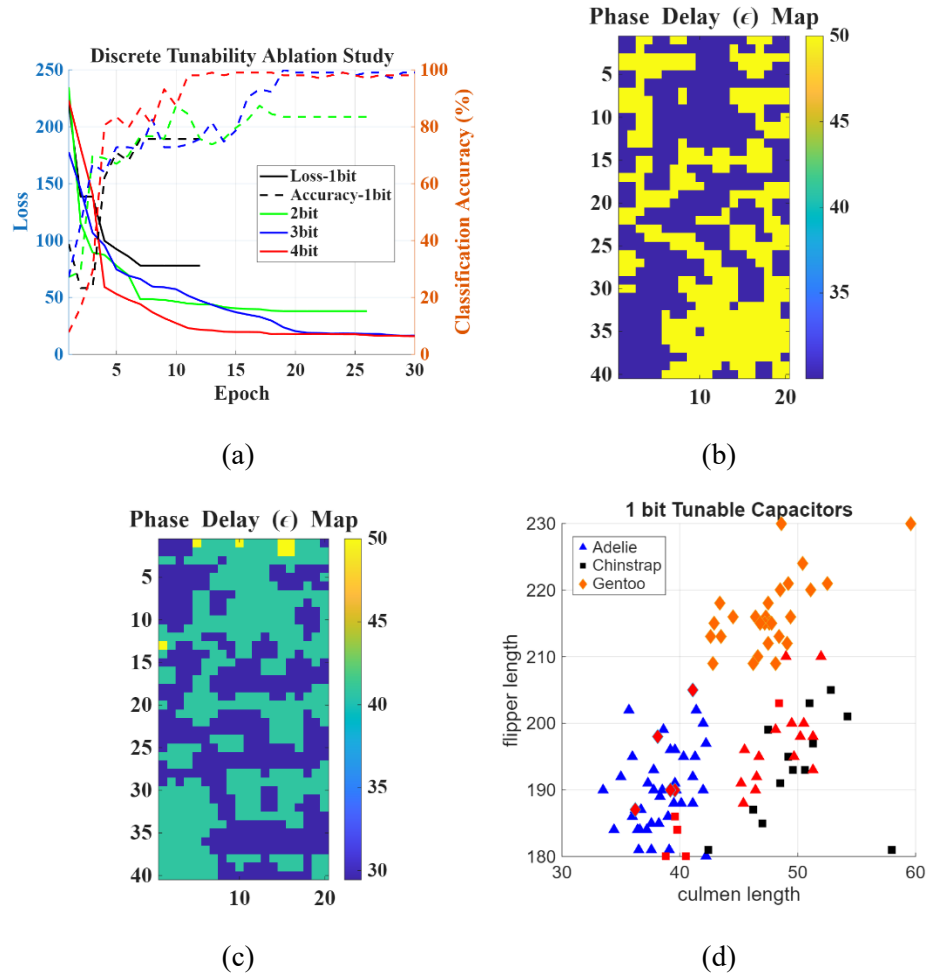 Discrete Tunability Ablation Study
250
200
150
100
50
0
Loss
100
80
60
40
20
0
Classification Accuracy (%)
Loss-1bit
Accuracy-1bit
2bit
3bit
4bit
5 10 15 20 25 30
Epoch
(a)
Phase Delay (ϵ) Map
5
10
15
20
25
30
35
40
10 20
50
45
40
35
(b)
Phase Delay (ϵ) Map
5
10
15
20
25
30
35
40
10 20
50
45
40
35
30
(c)
1 bit Tunable Capacitors
230
220
210
200
190
180
flipper length
Adelie
Chinstrap
Gentoo
30 40 50 60
culmen length
(d)